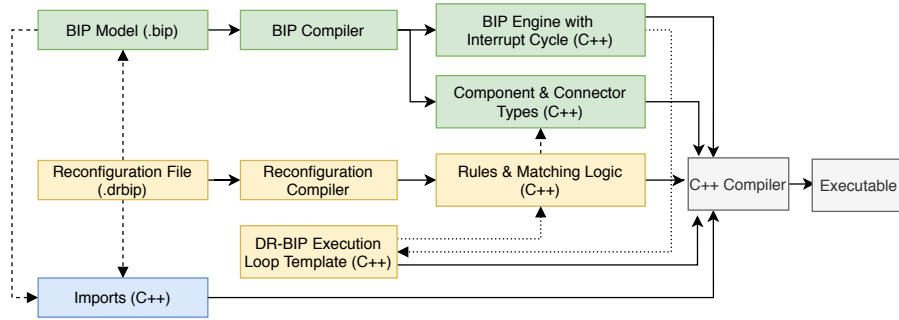 BIP Model (.bip)
BIP Compiler
BIP Engine with
Interrupt Cycle (C++)
Component & Connector
Types (C++)
Reconfiguration File
(.drbip)
Reconfiguration
Compiler
Rules & Matching Logic
(C++)
C++ Compiler
Executable
DR-BIP Execution
Loop Template (C++)
Imports (C++)